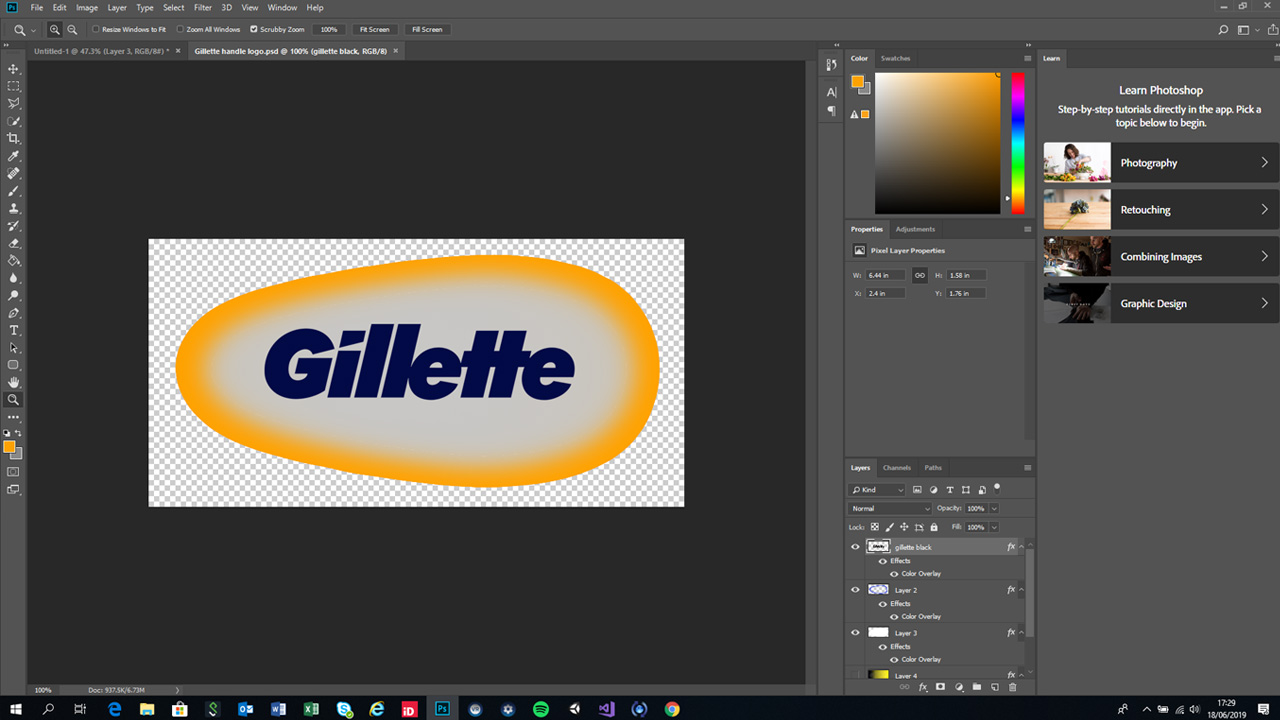 File Edit Image Layer Type Select Filter 3D View Window Help
Resize Windows to Fit Zoom All Windows Scrubby Zoom 100% Fit Screen Fill Screen
Untitled-1 @ 47.3% (Layer 3, RGB/8#) * × Gillette handle logo.psd @ 100% (gillette black, RGB/8) ×
Color Swatches
Learn
Learn Photoshop
Step-by-step tutorials directly in the app. Pick a
topic below to begin.
Photography
Retouching
Combining Images
Graphic Design
Properties Adjustments
Pixel Layer Properties
W: 6.44 in H: 1.58 in
X: 2.4 in Y: 1.76 in
Gillette
Layers Channels Paths
Kind
Normal Opacity: 100%
Lock: Fill: 100%
gillette black fx
Effects
Color Overlay
Layer 2 fx
Effects
Color Overlay
Layer 3 fx
Effects
Color Overlay
Layer 4
100% Doc: 937.5K/6.73M
17:29
18/06/2019